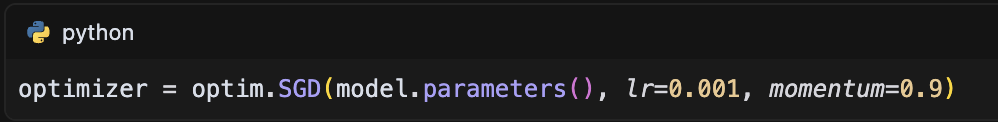 python
optimizer = optim.SGD(model.parameters(), lr=0.001, momentum=0.9)